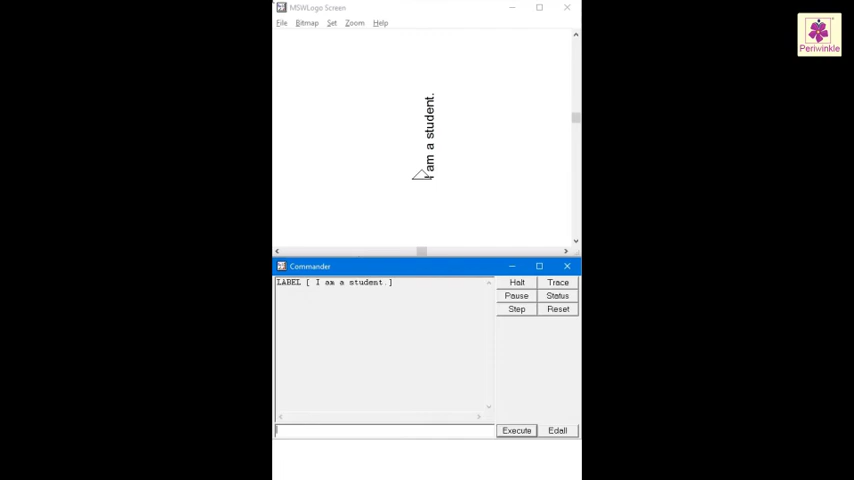 MSWLogo Screen
File Bitmap Set Zoom Help
I am a student.
Commander
LABEL [ I am a student.]
Halt Trace
Pause Status
Step Reset
Execute Edall
Periwinkle